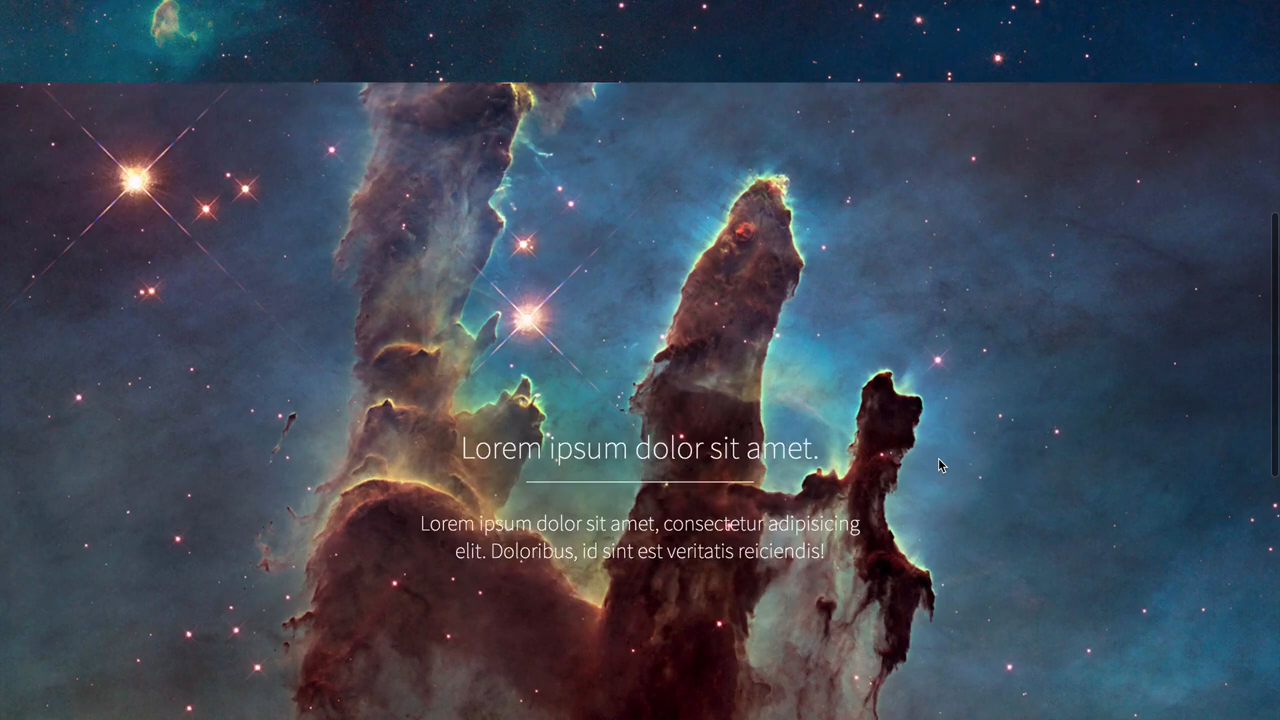 Lorem ipsum dolor sit amet.
Lorem ipsum dolor sit amet, consectetur adipisicing
elit. Doloribus, id sint est veritatis reiciendis!